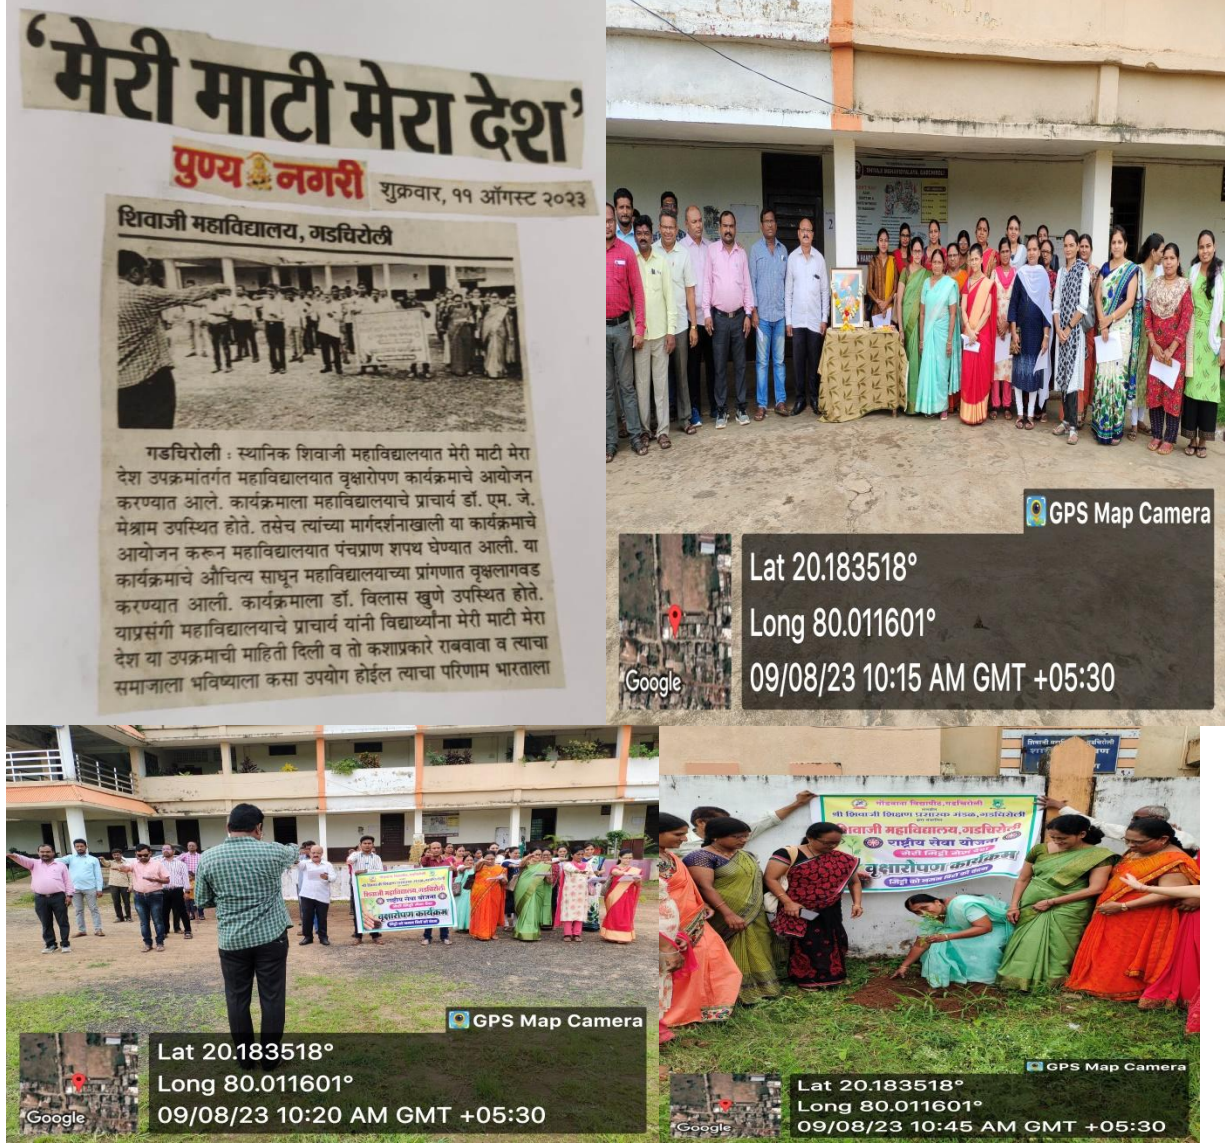 ‘मेरी माटी मेरा देश’
पुण्य नगरी
शुक्रवार, ११ ऑगस्ट २०२३
शिवाजी महाविद्यालय, गडचिरोली
गडचिरोली : स्थानिक शिवाजी महाविद्यालयात मेरी माटी मेरा
देश उपक्रमांतर्गत महाविद्यालयात वृक्षारोपण कार्यक्रमाचे आयोजन
करण्यात आले. कार्यक्रमाला महाविद्यालयाचे प्राचार्य डॉ. एम. जे.
मेश्राम उपस्थित होते. तसेच त्यांच्या मार्गदर्शनाखाली या कार्यक्रमाचे
आयोजन करून महाविद्यालयात पंचप्राण शपथ घेण्यात आली. या
कार्यक्रमाचे औचित्य साधून महाविद्यालयाच्या प्रांगणात वृक्षलागवड
करण्यात आली. कार्यक्रमाला डॉ. विलास खुणे उपस्थित होते.
याप्रसंगी महाविद्यालयाचे प्राचार्य यांनी विद्यार्थ्यांना मेरी माटी मेरा
देश या उपक्रमाची माहिती दिली व तो कशाप्रकारे राबवावा व त्याचा
समाजाला भविष्याला कसा उपयोग होईल त्याचा परिणाम भारताला
2
GPS Map Camera
Lat 20.183518°
Long 80.011601°
09/08/23 10:15 AM GMT +05:30
Google
शिवाजी महाविद्यालय, गडचिरोली
राष्ट्रीय सेवा योजना
वृक्षारोपण कार्यक्रम
GPS Map Camera
Lat 20.183518°
Long 80.011601°
09/08/23 10:20 AM GMT +05:30
Google
गोंडवाना विद्यापीठ, गडचिरोली
श्री शिवाजी शिक्षण प्रसारक मंडळ, गडचिरोली
शिवाजी महाविद्यालय, गडचिरोली
राष्ट्रीय सेवा योजना
मेरी मिट्टी मेरा देश
वृक्षारोपण कार्यक्रम
मिट्टी को नमन वीरों को वंदन
GPS Map Camera
Lat 20.183518°
Long 80.011601°
09/08/23 10:45 AM GMT +05:30
Google